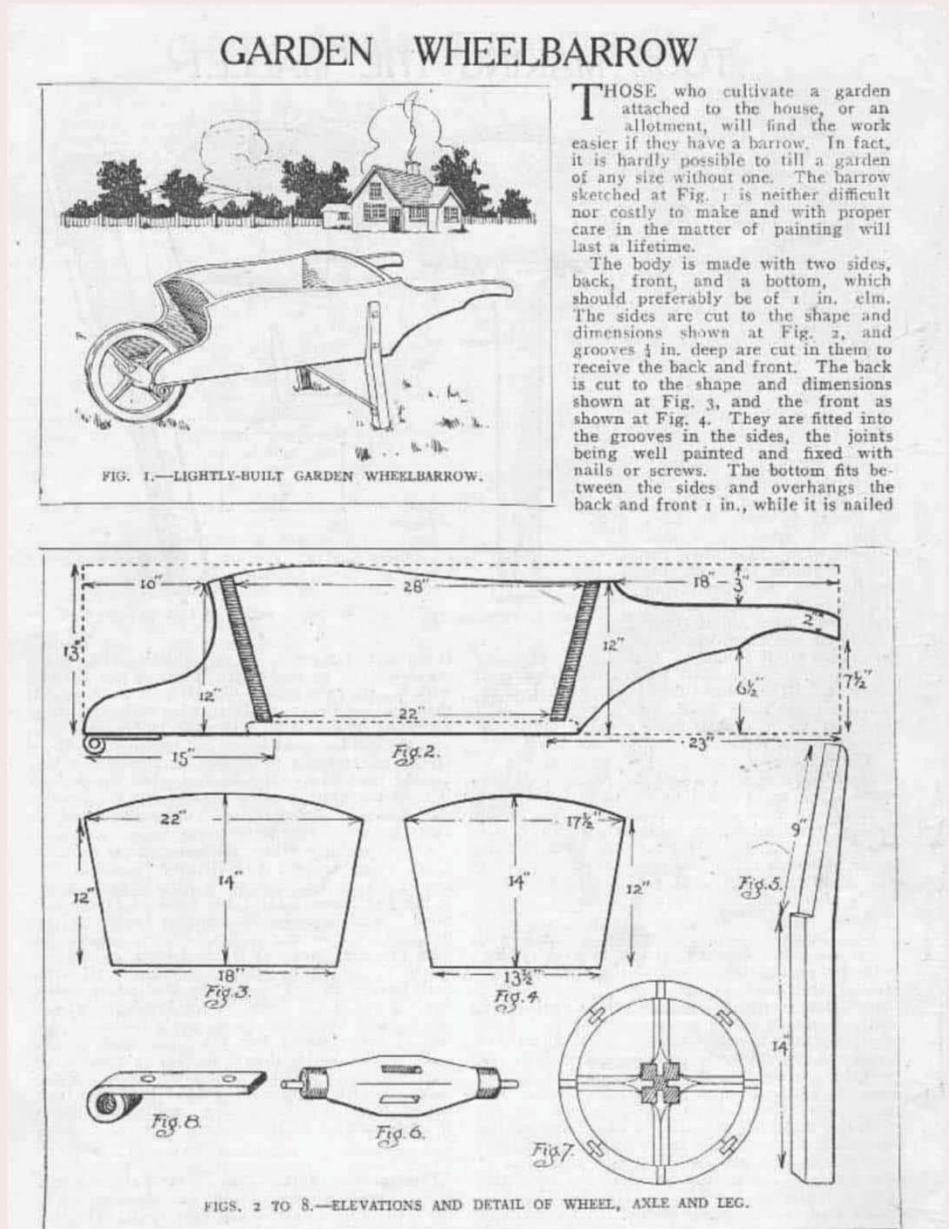 GARDEN WHEELBARROW
THOSE who cultivate a garden
attached to the house, or an
allotment, will find the work
easier if they have a barrow. In fact,
it is hardly possible to till a garden
of any size without one. The barrow
sketched at Fig. 1 is neither difficult
nor costly to make and with proper
care in the matter of painting will
last a lifetime.
The body is made with two sides,
back, front, and a bottom, which
should preferably be of 1 in. elm.
The sides are cut to the shape and
dimensions shown at Fig. 2, and
grooves in. deep are cut in them to
receive the back and front. The back
is cut to the shape and dimensions
shown at Fig. 3, and the front as
shown at Fig. 4. They are fitted into
the grooves in the sides, the joints
being well painted and fixed with
nails or screws. The bottom fits be-
tween the sides and overhangs the
back and front 1 in., while it is nailed
FIG. 1.—LIGHTLY-BUILT GARDEN WHEELBARROW.
10" 28" 18" 3"
13" 12" 12" 2"
6½" 7½"
22"
15" Fig.2. 23"
22" 17½" 9"
12" 14" 14" 12" Fig.5.
18" 13½"
Fig.3. Fig.4.
14"
Fig.8. Fig.6. Fig.7.
FIGS. 2 TO 8.—ELEVATIONS AND DETAIL OF WHEEL, AXLE AND LEG.